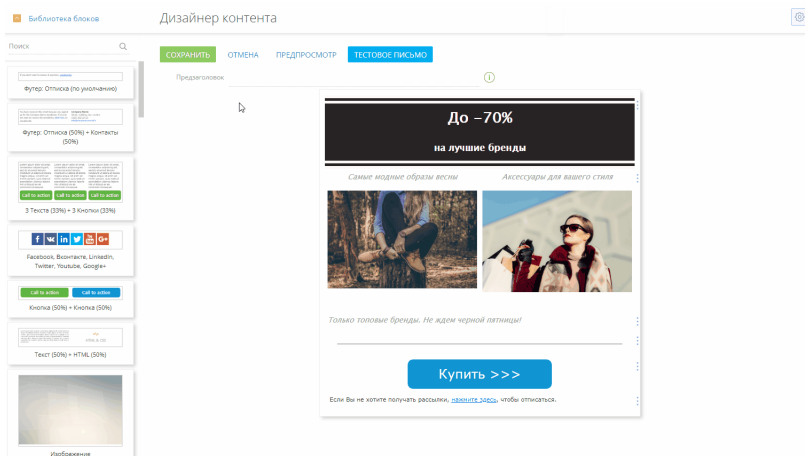 Библиотека блоков
Дизайнер контента
Поиск
СОХРАНИТЬ
ОТМЕНА
ПРЕДПРОСМОТР
ТЕСТОВОЕ ПИСЬМО
Предзаголовок
Футер: Отписка (по умолчанию)
Футер: Отписка (50%) + Контакты
(50%)
Call to action
Call to action
Call to action
3 Текста (33%) + 3 Кнопки (33%)
Facebook, Вконтакте, LinkedIn,
Twitter, Youtube, Google+
Call to action
Call to action
Кнопка (50%) + Кнопка (50%)
Текст (50%) + HTML (50%)
Изображение
До -70%
на лучшие бренды
Самые модные образы весны
Аксессуары для вашего стиля
Только топовые бренды. Не ждем черной пятницы!
Купить >>>
Если Вы не хотите получать рассылки, нажмите здесь, чтобы отписаться.